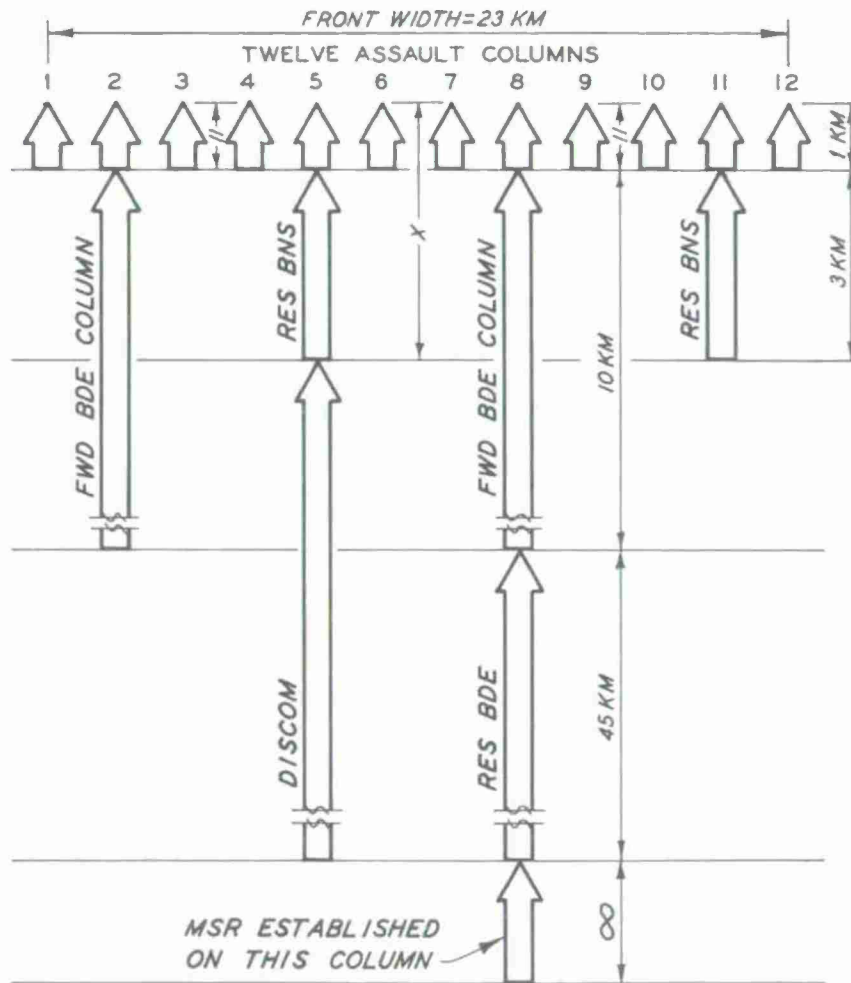 FRONT WIDTH=23 KM
TWELVE ASSAULT COLUMNS
1 2 3 4 5 6 7 8 9 10 11 12
1 KM
FWD BDE COLUMN
RES BNS
X
FWD BDE COLUMN
10 KM
RES BNS
3 KM
DISCOM
RES BDE
45 KM
MSR ESTABLISHED
ON THIS COLUMN
∞